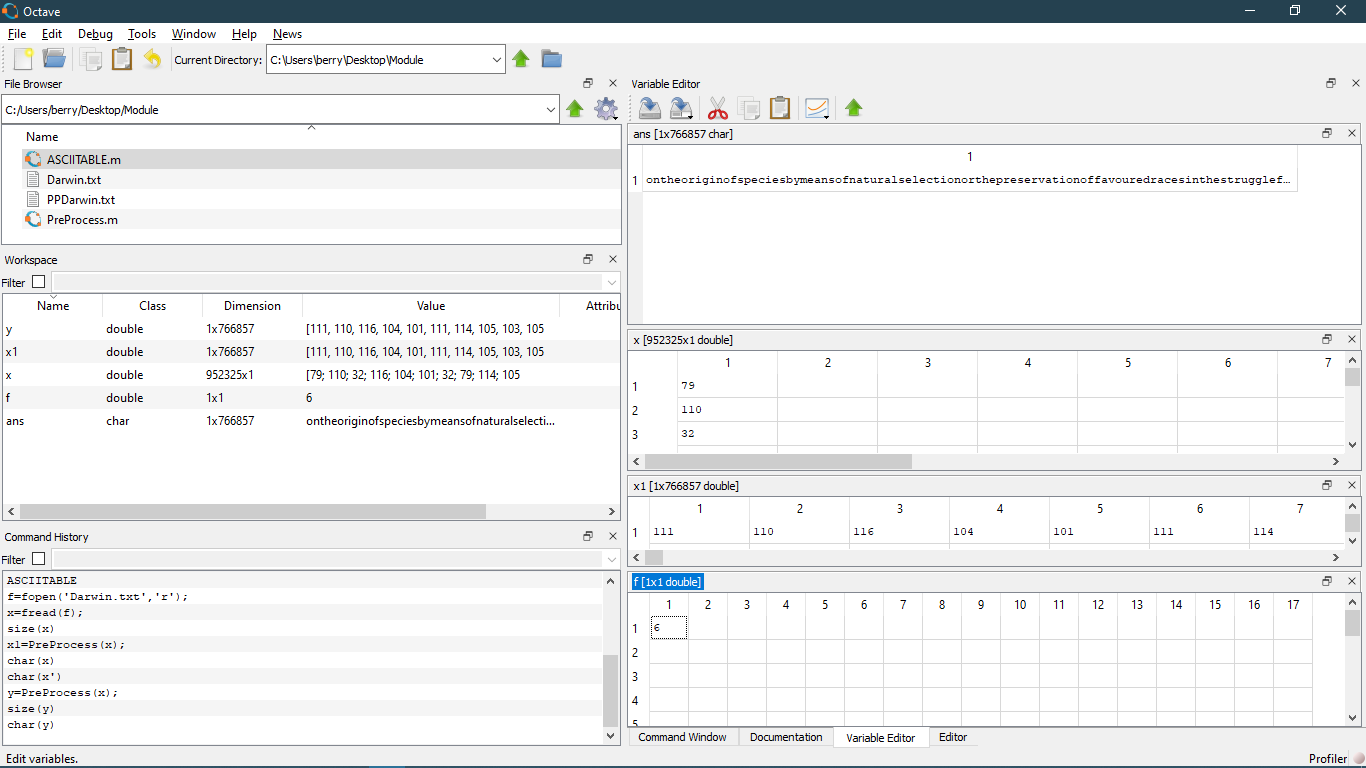 Octave
File Edit Debug Tools Window Help News
Current Directory: C:\Users\berry\Desktop\Module
File Browser
C:/Users/berry/Desktop/Module
Name
ASCIITABLE.m
Darwin.txt
PPDarwin.txt
PreProcess.m
Workspace
Filter
Name Class Dimension Value Attribu
y double 1x766857 [111, 110, 116, 104, 101, 111, 114, 105, 103, 105
x1 double 1x766857 [111, 110, 116, 104, 101, 111, 114, 105, 103, 105
x double 952325x1 [79; 110; 32; 116; 104; 101; 32; 79; 114; 105
f double 1x1 6
ans char 1x766857 ontheoriginofspeciesbymeansofnaturalselecti...
Command History
Filter
ASCIITABLE
f=fopen('Darwin.txt','r');
x=fread(f);
size(x)
x1=PreProcess(x);
char(x)
char(x')
y=PreProcess(x);
size(y)
char(y)
Edit variables.
Variable Editor
ans [1x766857 char]
1
1 ontheoriginofspeciesbymeansofnaturalselectionorthepreservationoffavouredracesinthestrugglef...
x [952325x1 double]
1 2 3 4 5 6 7
1 79
2 110
3 32
x1 [1x766857 double]
1 2 3 4 5 6 7
1 111 110 116 104 101 111 114
f [1x1 double]
1 2 3 4 5 6 7 8 9 10 11 12 13 14 15 16 17
1 6
2
3
4
5
Command Window Documentation Variable Editor Editor
Profiler